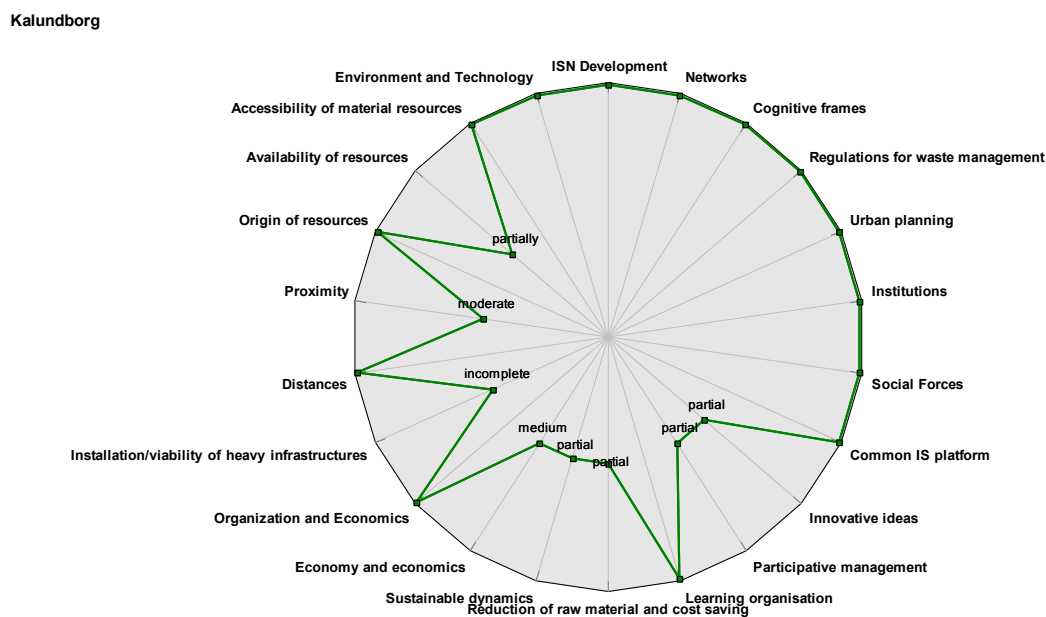 Kalundborg
ISN Development
Environment and Technology
Networks
Accessibility of material resources
Cognitive frames
Availability of resources
Regulations for waste management
Origin of resources
Urban planning
partially
Proximity
Institutions
moderate
Distances
incomplete
Social Forces
partial
medium
partial
partial
partial
Installation/viability of heavy infrastructures
Common IS platform
Organization and Economics
Innovative ideas
Economy and economics
Participative management
Sustainable dynamics
Learning organisation
Reduction of raw material and cost saving